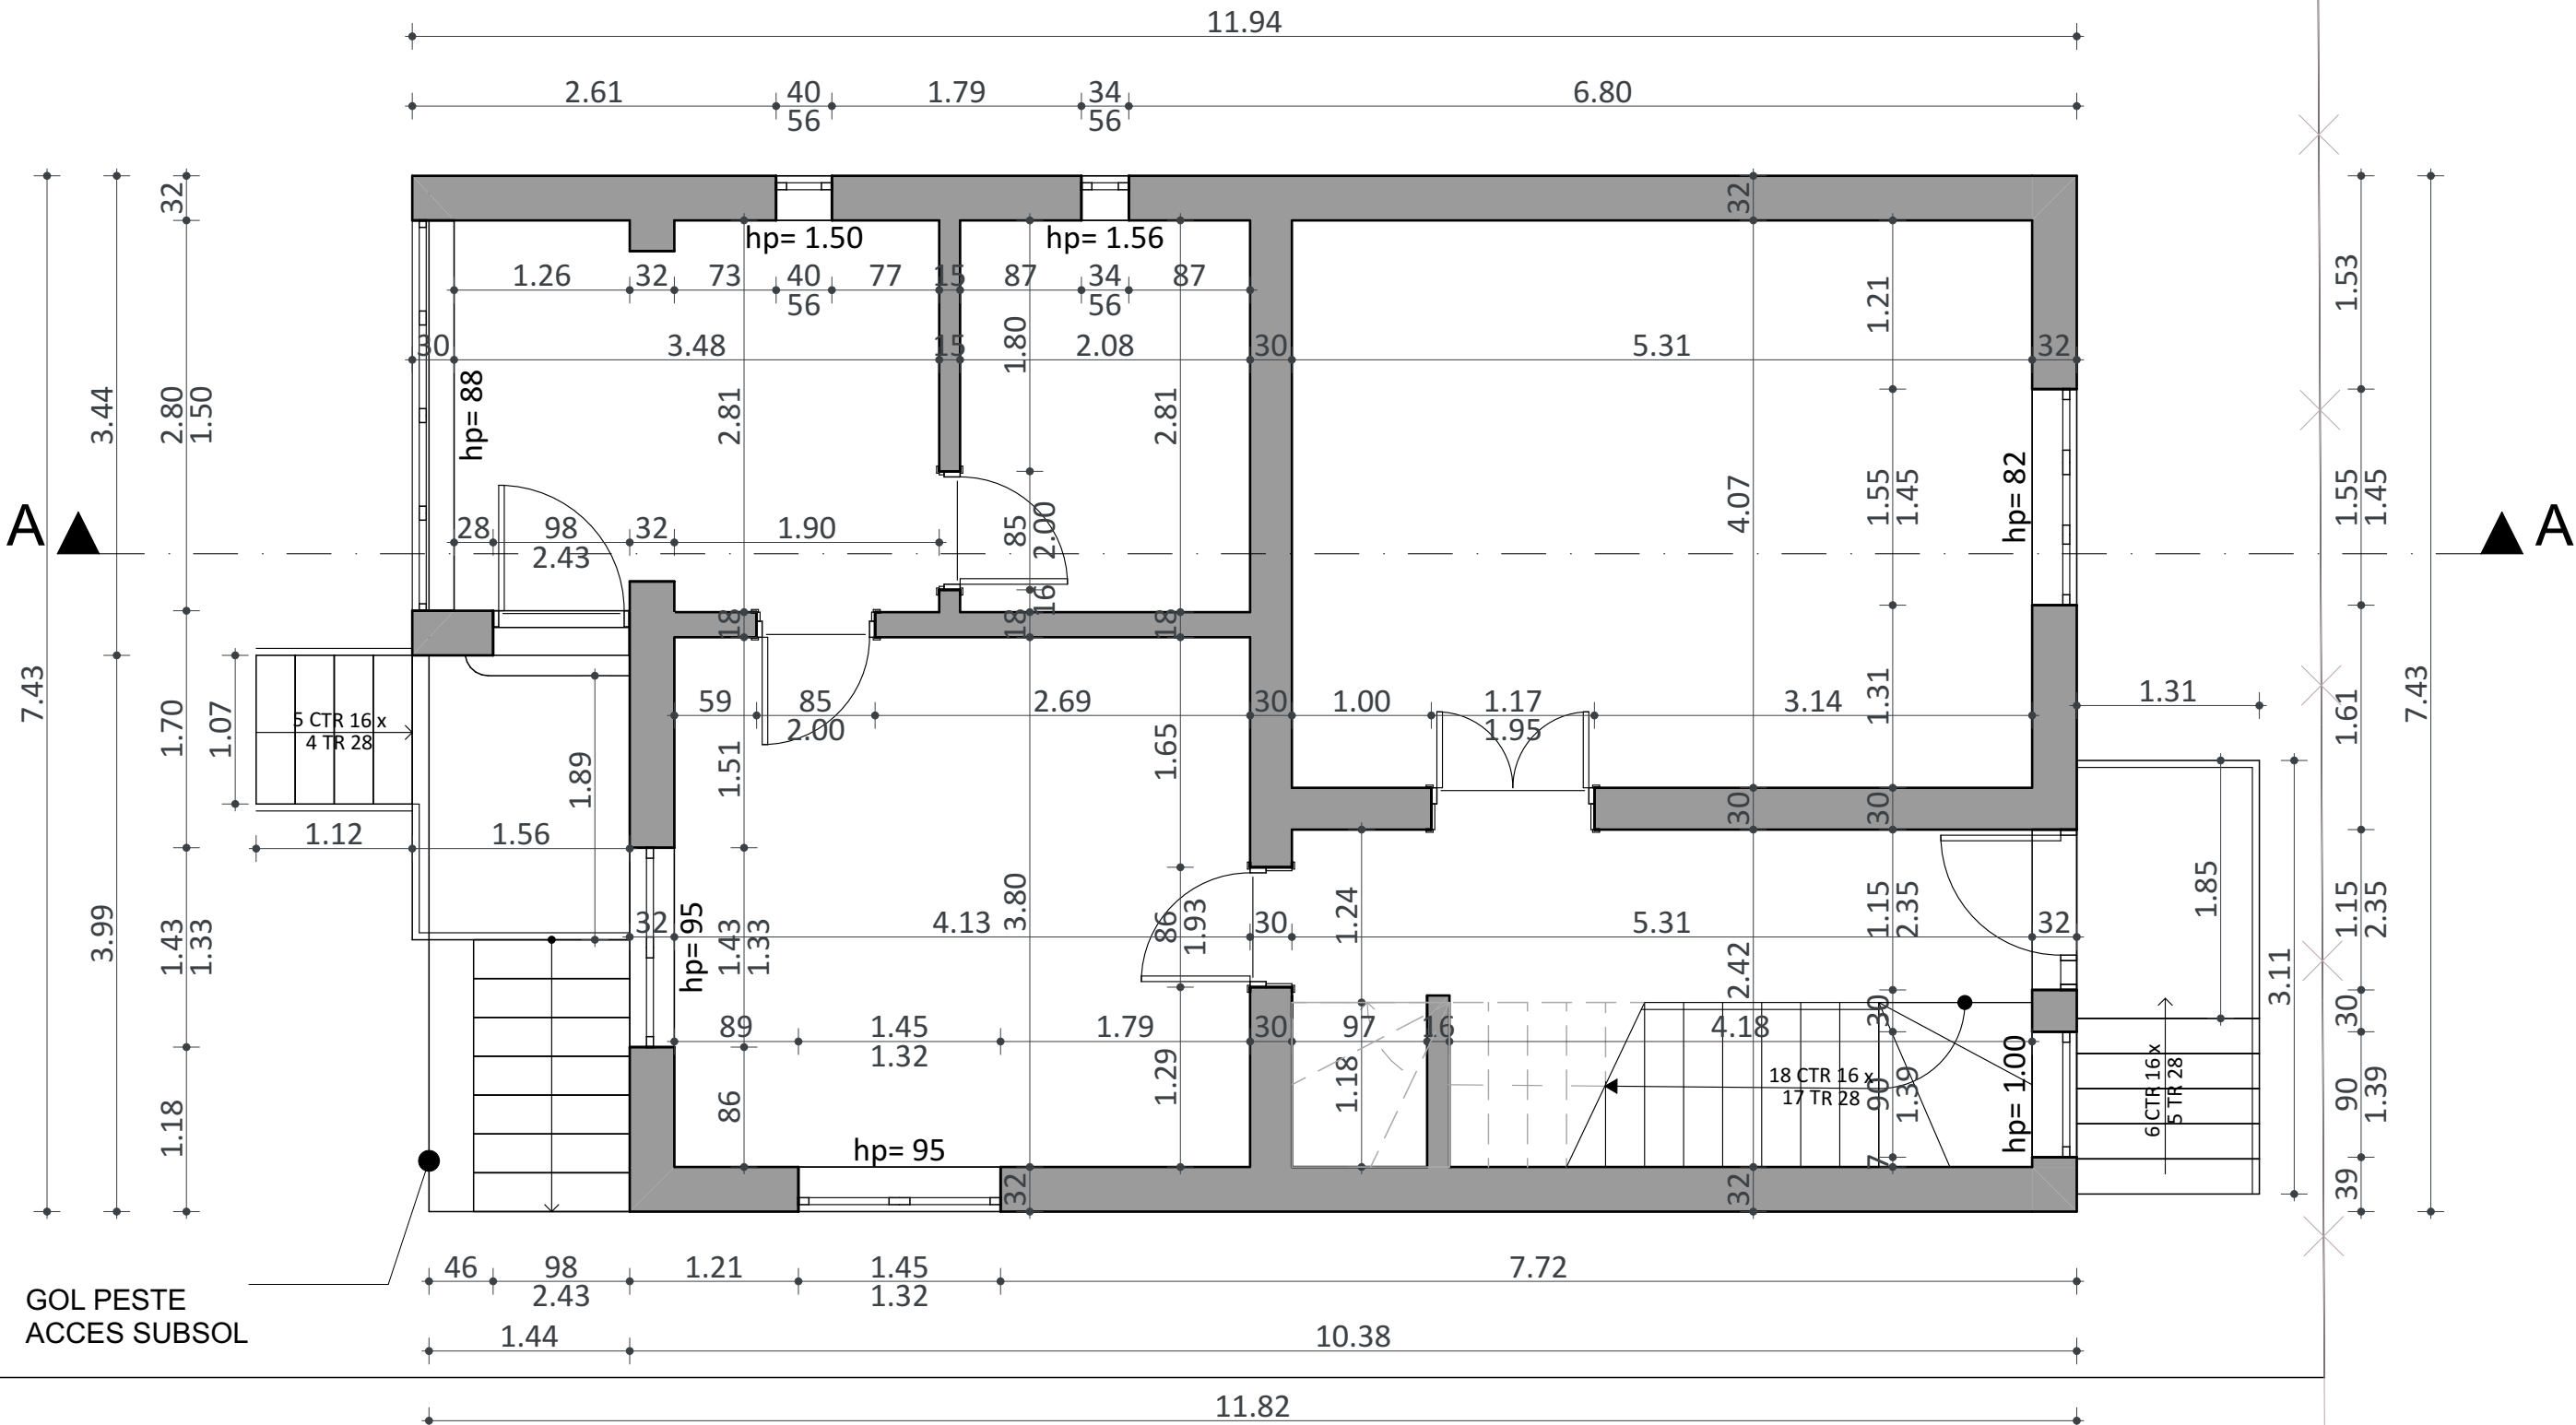 11.94
2.61 40 1.79 34 6.80
56 56
32 32
hp= 1.50 hp= 1.56
1.26 32 73 40 77 15 87 34 87 1.21 1.53
56 56
30 3.48 15 1.80 2.08 30 5.31 32
3.44 2.80 1.50 hp= 88 2.81 2.81
A 28 98 32 1.90 85 2.00 4.07 1.55 1.45 hp= 82 1.55 1.45 A
2.43
18 18 16 18
7.43 1.70 1.07 5 CTR 16 x
4 TR 28
59 85 2.69 30 1.00 1.17 3.14 1.31 1.31 1.61 7.43
2.00 1.95
1.89 1.51 1.65
1.12 1.56 30 30
3.99 1.43 1.33 32 hp= 95 1.43 1.33 4.13 3.80 86 1.93 30 1.24 5.31 2.42 1.15 2.35 32 1.85 1.15 2.35
3.11
89 1.45 1.79 30 97 16 4.18 30 30
1.32
1.18 86 1.29 1.18 18 CTR 16 x
17 TR 28
90 1.39 hp= 1.00 6 CTR 16 x
5 TR 28
90 1.39
hp= 95 7
32 32 39
46 98 1.21 1.45 7.72
2.43 1.32
GOL PESTE
ACCES SUBSOL
1.44 10.38
11.82